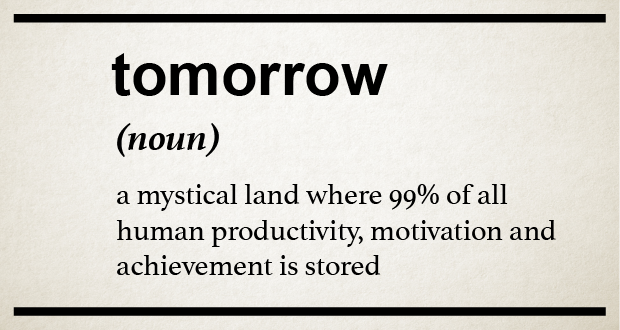 tomorrow
(noun)
a mystical land where 99% of all
human productivity, motivation and
achievement is stored